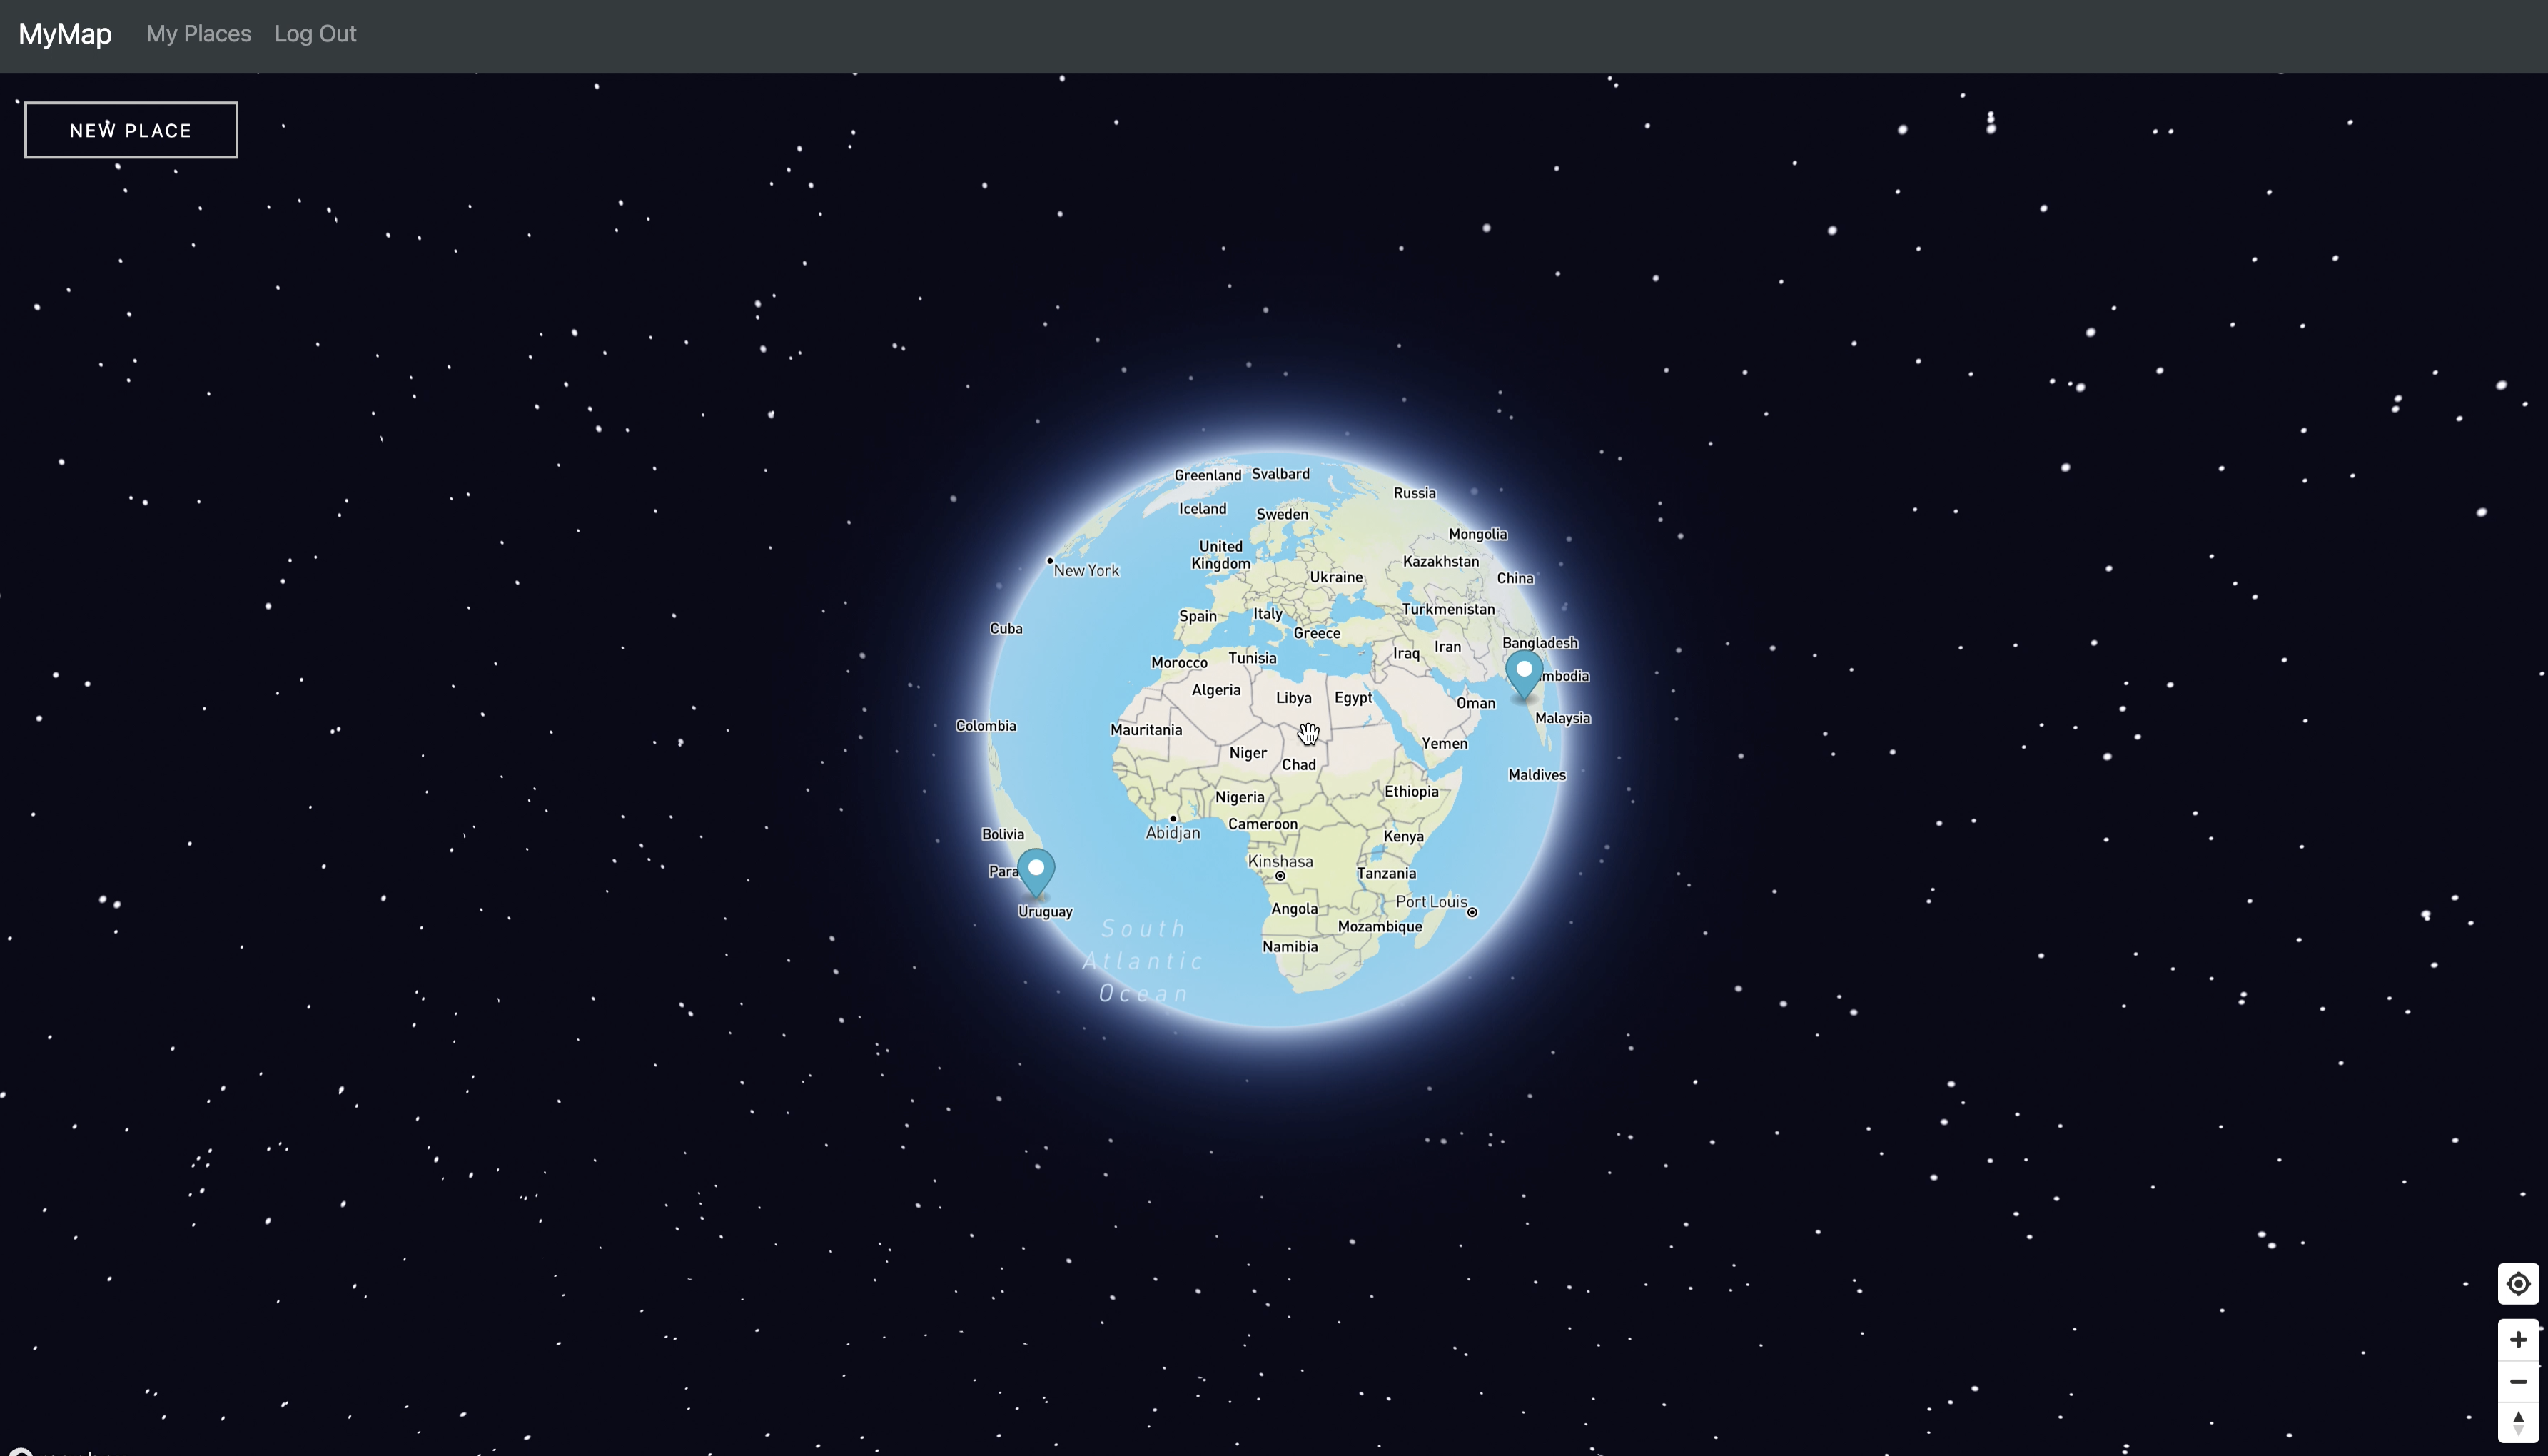 MyMap My Places Log Out
NEW PLACE
Greenland Svalbard
Russia
Iceland
Sweden
Mongolia
United
Kingdom
Kazakhstan
New York
Ukraine
China
Turkmenistan
Spain
Italy
Cuba
Greece
Bangladesh
Iraq
Iran
Morocco
Tunisia
mbodia
Algeria
Libya
Egypt
Oman
Malaysia
Colombia
Mauritania
Yemen
Niger
Chad
Maldives
Ethiopia
Nigeria
Cameroon
Abidjan
Bolivia
Kenya
Kinshasa
Para
Tanzania
Port Louis
Uruguay
Angola
Mozambique
Namibia
South
Atlantic
Ocean